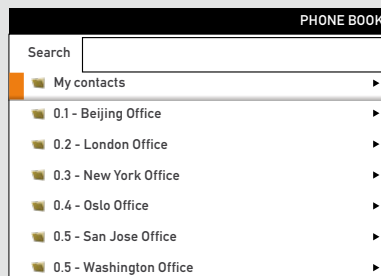 PHONE BOOK
Search
My contacts
0.1 - Beijing Office
0.2 - London Office
0.3 - New York Office
0.4 - Oslo Office
0.5 - San Jose Office
0.5 - Washington Office